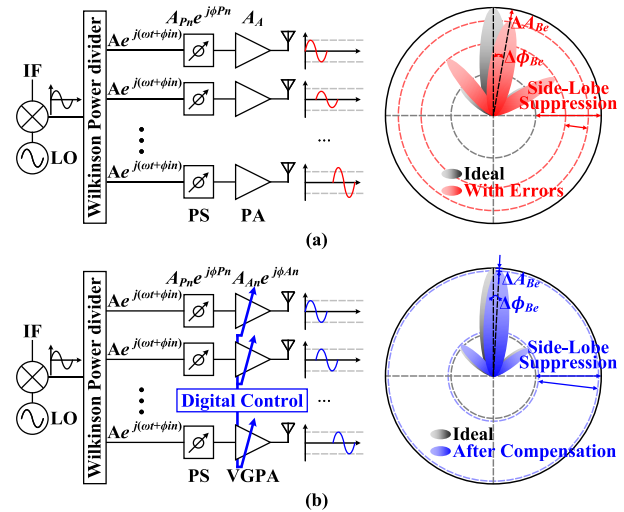 A_{Pn}e^{jϕPn} A_A
Ae^{j(ωt+ϕin)}
IF
LO
Wilkinson Power divider
Ae^{j(ωt+ϕin)}
...
...
Ae^{j(ωt+ϕin)}
PS PA
ΔA_{Be}
Δϕ_{Be}
Side-Lobe
Suppression
Ideal
With Errors
(a)
A_{Pn}e^{jϕPn} A_{An}e^{jϕAn}
Ae^{j(ωt+ϕin)}
IF
LO
Wilkinson Power divider
Ae^{j(ωt+ϕin)}
...
Digital Control
...
Ae^{j(ωt+ϕin)}
PS VGPA
ΔA_{Be}
Δϕ_{Be}
Side-Lobe
Suppression
Ideal
After Compensation
(b)